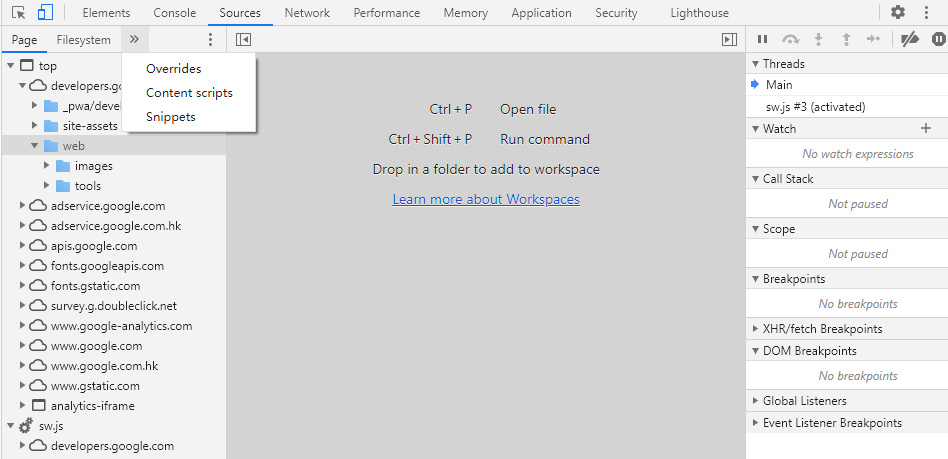 Elements Console Sources Network Performance Memory Application Security Lighthouse
Page Filesystem »
Overrides
Content scripts
Snippets
top
developers.go
_pwa/devel
site-assets
web
images
tools
adservice.google.com
adservice.google.com.hk
apis.google.com
fonts.googleapis.com
fonts.gstatic.com
survey.g.doubleclick.net
www.google-analytics.com
www.google.com
www.google.com.hk
www.gstatic.com
analytics-iframe
sw.js
developers.google.com
Ctrl + P Open file
Ctrl + Shift + P Run command
Drop in a folder to add to workspace
Learn more about Workspaces
Threads
Main
sw.js #3 (activated)
Watch
No watch expressions
Call Stack
Not paused
Scope
Not paused
Breakpoints
No breakpoints
XHR/fetch Breakpoints
DOM Breakpoints
No breakpoints
Global Listeners
Event Listener Breakpoints